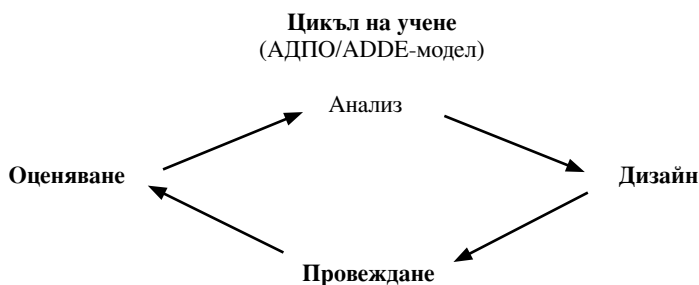 Цикъл на учене
(АДПО/ADDE-модел)
Анализ
Оценяване
Дизайн
Провеждане